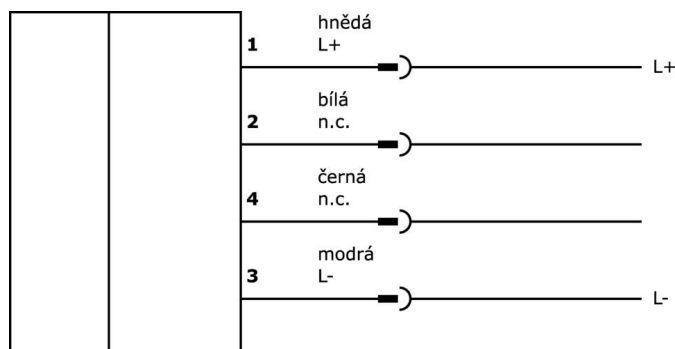 hnědá
1 L+
L+
bílá
2 n.c.
černá
4 n.c.
modrá
3 L-
L-